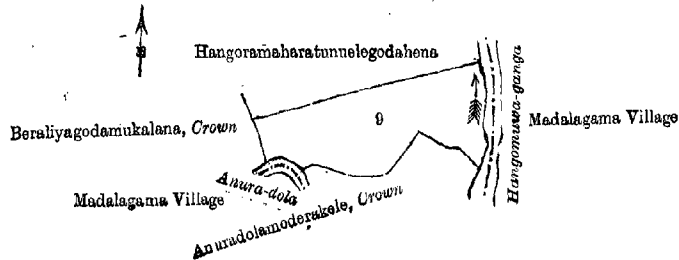 N
Hangoramaharatunnelegodahena
Beraliyagodamukalana, Crown
9
Madalagama Village
Hangomuwa-ganga
Anura-dola
Madalagama Village
Anuradolamoderakele, Crown